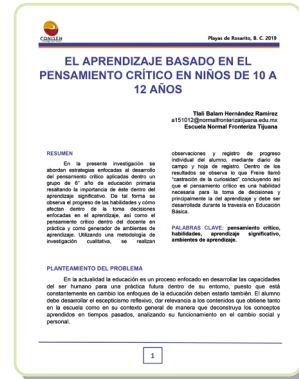 CONISEN
Playas de Rosarito, B. C. 2019
EL APRENDIZAJE BASADO EN EL
PENSAMIENTO CRÍTICO EN NIÑOS DE 10 A
12 AÑOS
Tlali Balam Hernández Ramírez
a151012@normalfronterizatijuana.edu.mx
Escuela Normal Fronteriza Tijuana
RESUMEN
En la presente investigación se
abordan estrategias enfocadas al desarrollo
del pensamiento crítico aplicadas dentro un
grupo de 6° año de educación primaria
resaltando la importancia de éste dentro del
aprendizaje significativo. De tal forma se
observa el progreso de las habilidades y cómo
afectan dentro de la toma decisiones
enfocadas en el aprendizaje, así como el
pensamiento crítico dentro del docente en
práctica y como generador de ambientes de
aprendizaje. Utilizando una metodología de
investigación cualitativa, se realizan
observaciones y registro de progreso
individual del alumno, mediante diario de
campo y hoja de registro. Dentro de los
resultados se observa lo que Freire llamó
"castración de la curiosidad" concluyendo así
que el pensamiento crítico es una habilidad
necesaria para la toma de decisiones y
principalmente la del aprendizaje y debe ser
desarrollada durante la travesía en Educación
Básica.
PALABRAS CLAVE: pensamiento crítico,
habilidades, aprendizaje significativo,
ambientes de aprendizaje.
PLANTEAMIENTO DEL PROBLEMA
En la actualidad la educación es un proceso enfocado en desarrollar las capacidades
del ser humano para una práctica futura dentro de su entorno, puesto que está
constantemente en cambio los enfoques de la educación deben estarlo también. El alumno
debe desarrollar el escepticismo reflexivo, dar relevancia a los contenidos que obtiene tanto
en la escuela como en su contexto general de manera que deconstruya los conceptos
aprendidos en tiempos pasados, analizando su funcionamiento en el cambio social y
personal.
1